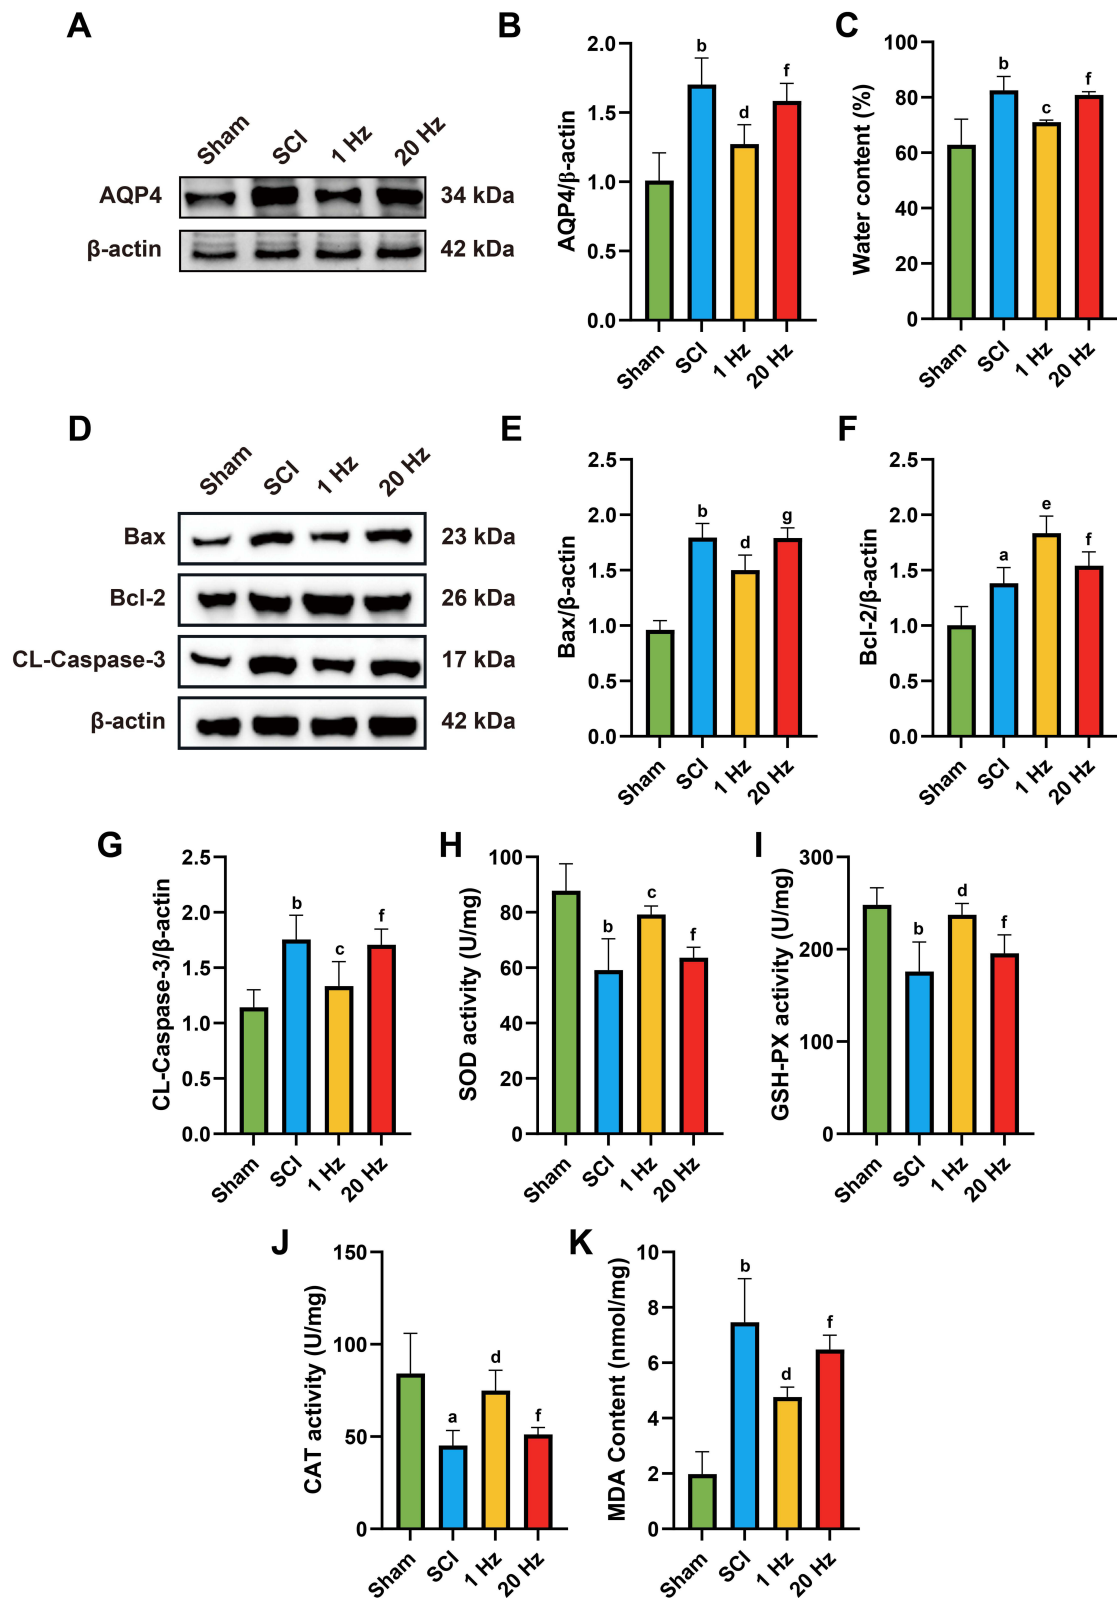 A
Sham
SCI
1 Hz
20 Hz
AQP4
34 kDa
β-actin
42 kDa
B
AQP4/β-actin
2.0
1.5
1.0
0.5
0.0
b
d
f
Sham
SCI
1 Hz
20 Hz
C
Water content (%)
100
80
60
40
20
0
b
c
f
Sham
SCI
1 Hz
20 Hz
D
Sham
SCI
1 Hz
20 Hz
Bax
23 kDa
Bcl-2
26 kDa
CL-Caspase-3
17 kDa
β-actin
42 kDa
E
Bax/β-actin
2.5
2.0
1.5
1.0
0.5
0.0
b
d
g
Sham
SCI
1 Hz
20 Hz
F
Bcl-2/β-actin
2.5
2.0
1.5
1.0
0.5
0.0
a
e
f
Sham
SCI
1 Hz
20 Hz
G
CL-Caspase-3/β-actin
2.5
2.0
1.5
1.0
0.5
0.0
b
c
f
Sham
SCI
1 Hz
20 Hz
H
SOD activity (U/mg)
100
80
60
40
20
0
b
c
f
Sham
SCI
1 Hz
20 Hz
I
GSH-PX activity (U/mg)
300
200
100
0
b
d
f
Sham
SCI
1 Hz
20 Hz
J
CAT activity (U/mg)
150
100
50
0
a
d
f
Sham
SCI
1 Hz
20 Hz
K
MDA Content (nmol/mg)
10
8
6
4
2
0
b
d
f
Sham
SCI
1 Hz
20 Hz